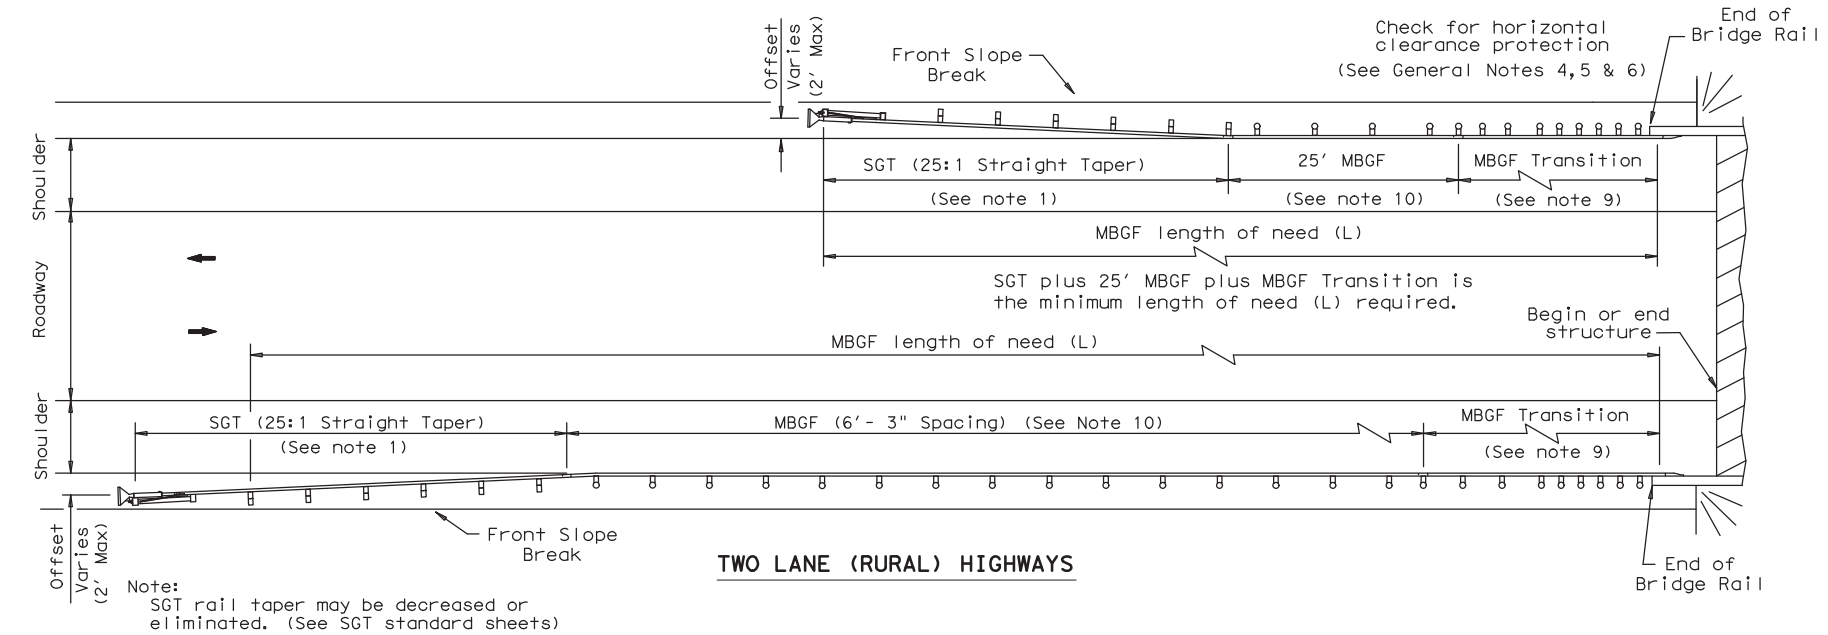 Offset
Varies
(2' Max)
Front Slope
Break
Check for horizontal
clearance protection
(See General Notes 4,5 & 6)
End of
Bridge Rail
Shoulder
SGT (25:1 Straight Taper)
(See note 1)
25' MBGF
(See note 10)
MBGF Transition
(See note 9)
MBGF length of need (L)
SGT plus 25' MBGF plus MBGF Transition is
the minimum length of need (L) required.
Roadway
Begin or end
structure
MBGF length of need (L)
Shoulder
SGT (25:1 Straight Taper)
(See note 1)
MBGF (6'- 3" Spacing) (See Note 10)
MBGF Transition
(See note 9)
Offset
Varies
(2' Max)
Front Slope
Break
TWO LANE (RURAL) HIGHWAYS
End of
Bridge Rail
Note:
SGT rail taper may be decreased or
eliminated. (See SGT standard sheets)